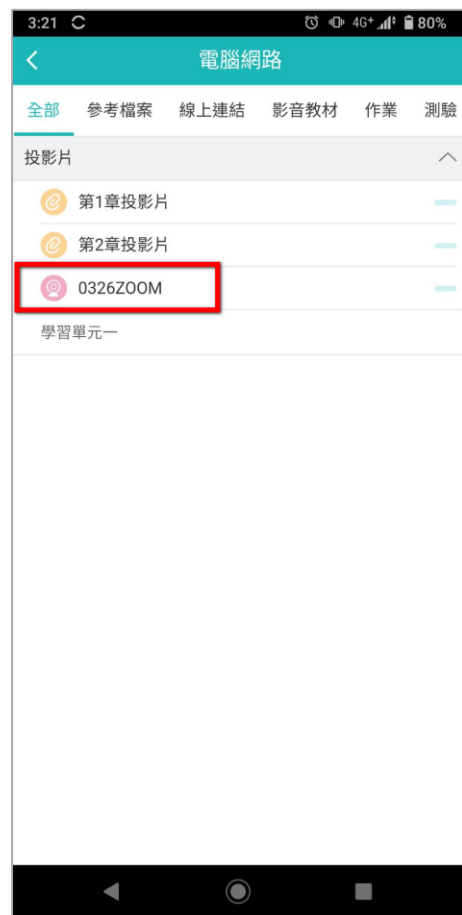 3:21 4G+ 80%
電腦網路
全部 參考檔案 線上連結 影音教材 作業 測驗
投影片
第1章投影片
第2章投影片
0326ZOOM
學習單元一